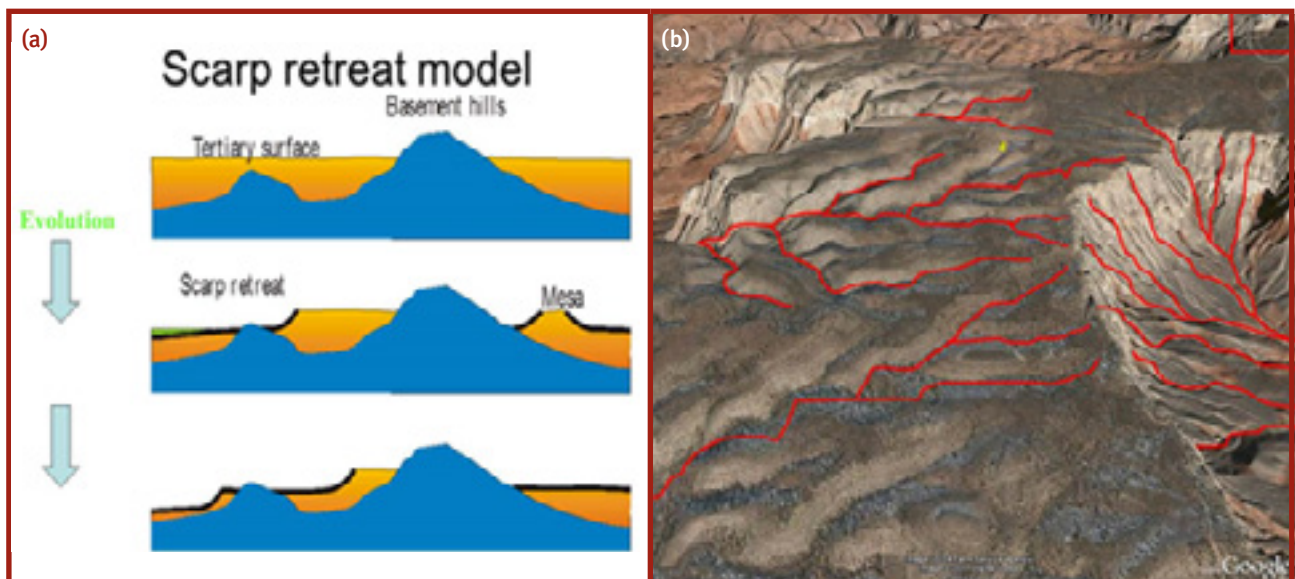 (a)
Scarp retreat model
Basement hills
Tertiary surface
Evolution
Scarp retreat
Mesa
(b)
Google